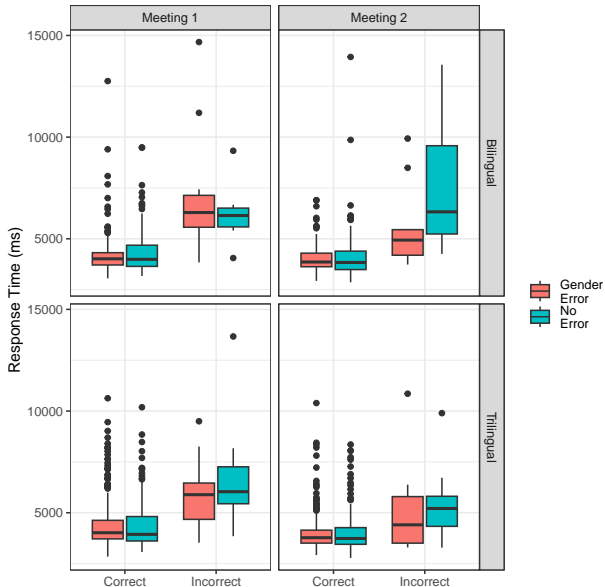 Meeting 1
Meeting 2
15000
10000
5000
Bilingual
Response Time (ms)
15000
10000
5000
Trilingual
Correct
Incorrect
Correct
Incorrect
Gender
Error
No
Error